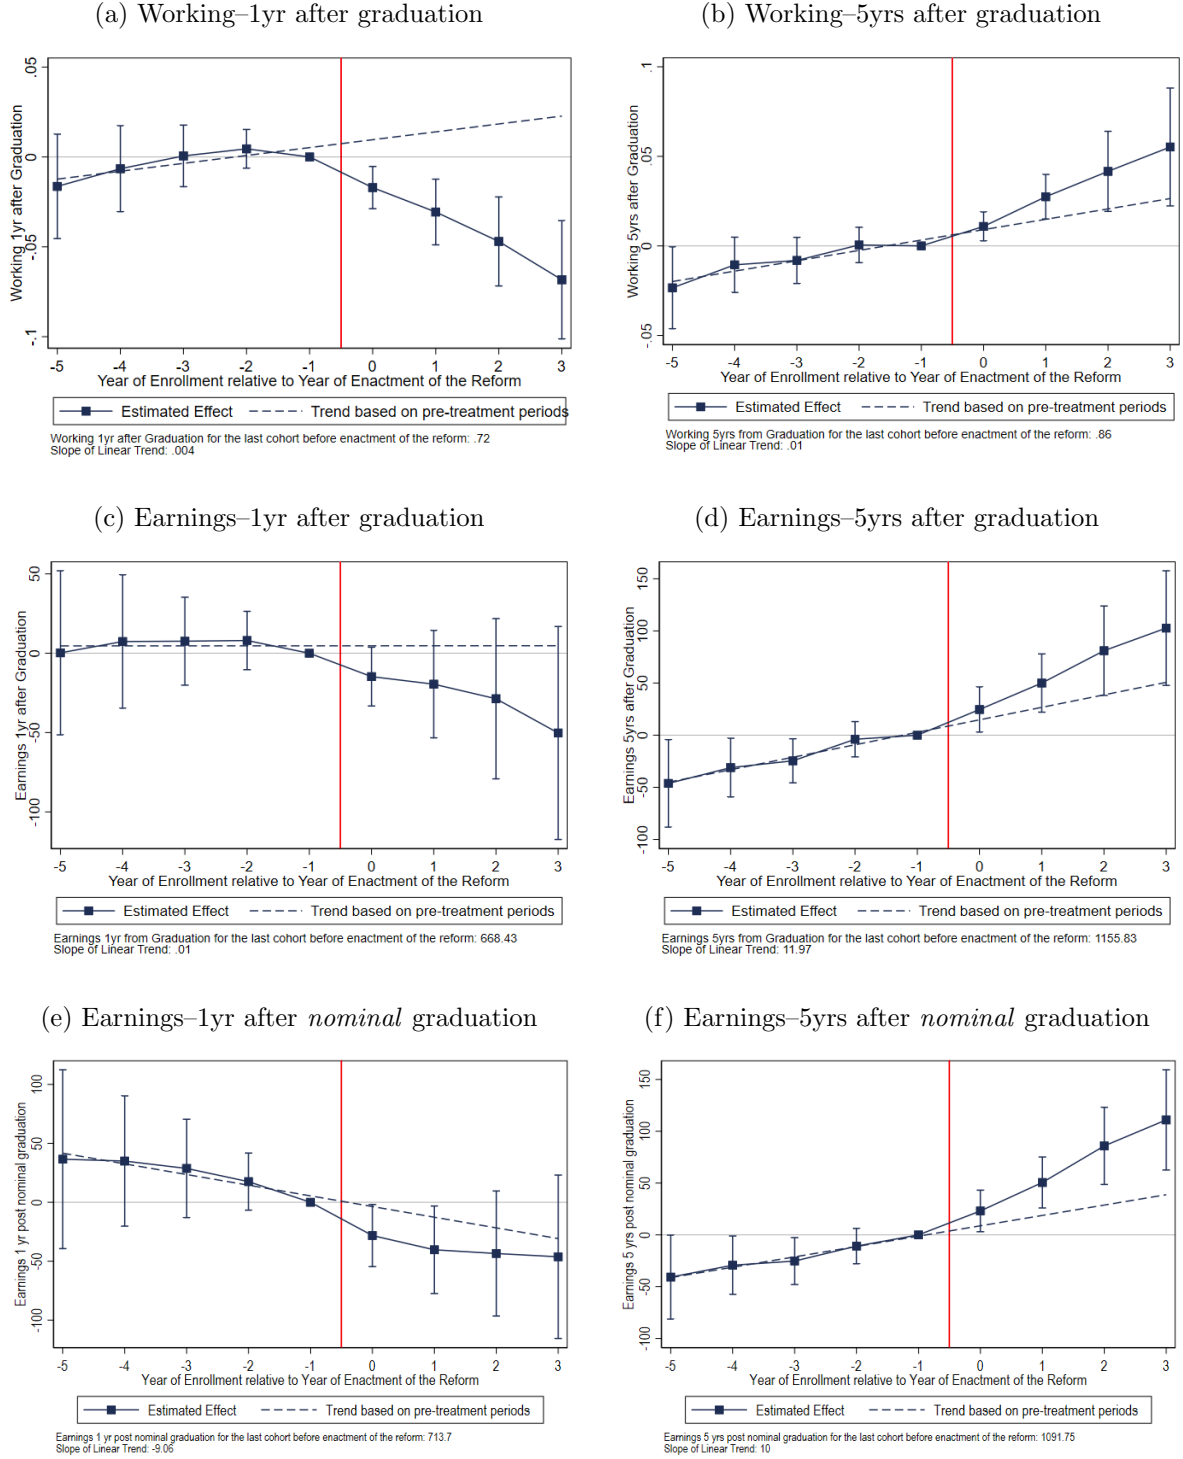 (a) Working–1yr after graduation
Working 1yr after Graduation
.05
0
-.05
-.1
-5 -4 -3 -2 -1 0 1 2 3
Year of Enrollment relative to Year of Enactment of the Reform
Estimated Effect Trend based on pre-treatment periods
Working 1yr after Graduation for the last cohort before enactment of the reform: .72
Slope of Linear Trend: .004
(b) Working–5yrs after graduation
Working 5yrs after Graduation
.1
.05
0
-.05
-5 -4 -3 -2 -1 0 1 2 3
Year of Enrollment relative to Year of Enactment of the Reform
Estimated Effect Trend based on pre-treatment periods
Working 5yrs from Graduation for the last cohort before enactment of the reform: .86
Slope of Linear Trend: .01
(c) Earnings–1yr after graduation
Earnings 1yr after Graduation
50
0
-50
-100
-5 -4 -3 -2 -1 0 1 2 3
Year of Enrollment relative to Year of Enactment of the Reform
Estimated Effect Trend based on pre-treatment periods
Earnings 1yr from Graduation for the last cohort before enactment of the reform: 668.43
Slope of Linear Trend: .01
(d) Earnings–5yrs after graduation
Earnings 5yrs after Graduation
150
100
50
0
-50
-100
-5 -4 -3 -2 -1 0 1 2 3
Year of Enrollment relative to Year of Enactment of the Reform
Estimated Effect Trend based on pre-treatment periods
Earnings 5yrs from Graduation for the last cohort before enactment of the reform: 1155.83
Slope of Linear Trend: 11.97
(e) Earnings–1yr after nominal graduation
Earnings 1 yr post nominal graduation
100
50
0
-50
-100
-5 -4 -3 -2 -1 0 1 2 3
Year of Enrollment relative to Year of Enactment of the Reform
Estimated Effect Trend based on pre-treatment periods
Earnings 1 yr post nominal graduation for the last cohort before enactment of the reform: 713.7
Slope of Linear Trend: -9.06
(f) Earnings–5yrs after nominal graduation
Earnings 5 yrs post nominal graduation
150
100
50
0
-50
-100
-5 -4 -3 -2 -1 0 1 2 3
Year of Enrollment relative to Year of Enactment of the Reform
Estimated Effect Trend based on pre-treatment periods
Earnings 5 yrs post nominal graduation for the last cohort before enactment of the reform: 1091.75
Slope of Linear Trend: 10